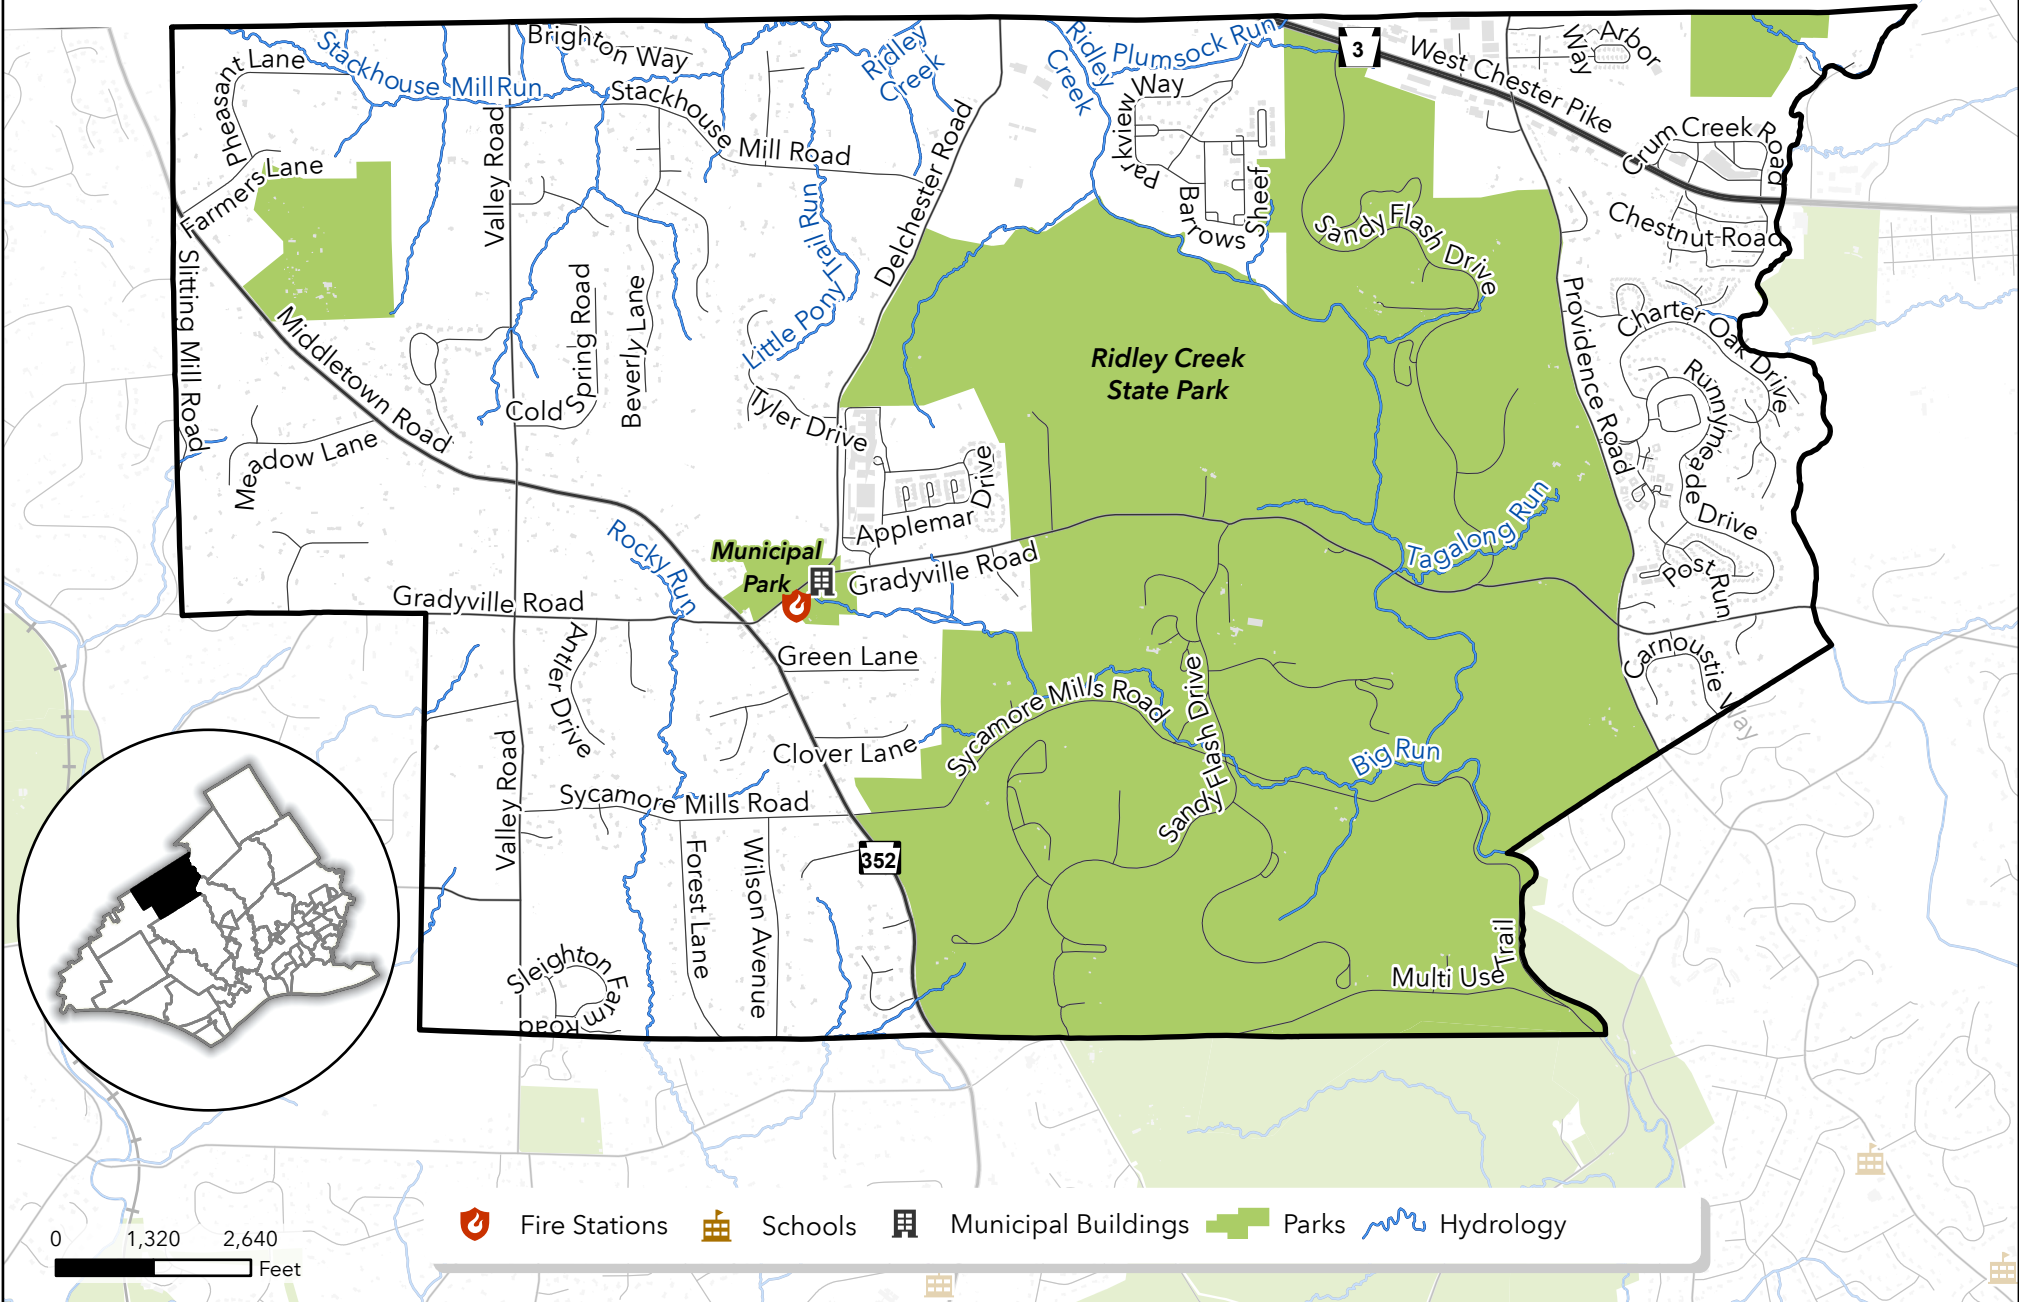 Brighton Way
Ridley
Creek
Ridley
Creek
Plumsock Run
3
West Chester Pike
Arbor
Way
Pheasant Lane
Stackhouse Mill Run
Stackhouse Mill Road
Valley Road
Parkview Way
Crum Creek Road
Farmers Lane
Little Pony Trail Run
Delchester Road
Barrows
Sheef
Sandy Flash Drive
Chestnut Road
Slitting Mill Road
Middletown Road
Cold Spring Road
Beverly Lane
Ridley Creek
State Park
Providence Road
Charter Oak Drive
Runnymeade Drive
Meadow Lane
Tyler Drive
Applemar Drive
Rocky Run
Municipal
Park
Gradyville Road
Tagalong Run
Post Run
Gradyville Road
Antler Drive
Green Lane
Carnoustie Way
Clover Lane
Sycamore Mills Road
Sandy Flash Drive
Big Run
Valley Road
Sycamore Mills Road
352
Forest Lane
Wilson Avenue
Sleighton Farm Road
Multi Use Trail
0 1,320 2,640
Feet
Fire Stations Schools Municipal Buildings Parks Hydrology